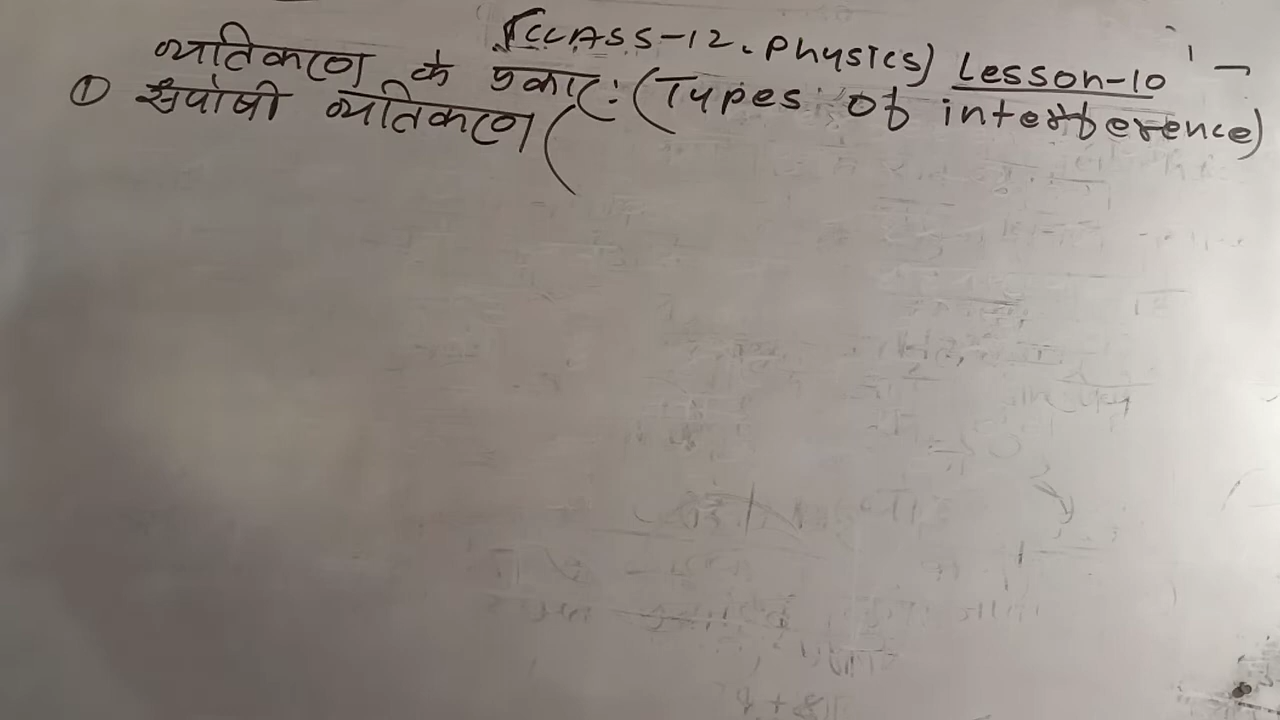 (CLASS-12. Physics) Lesson-10
व्यतिकरण के प्रकार:(Types of interference)
① संपोषी व्यतिकरण (